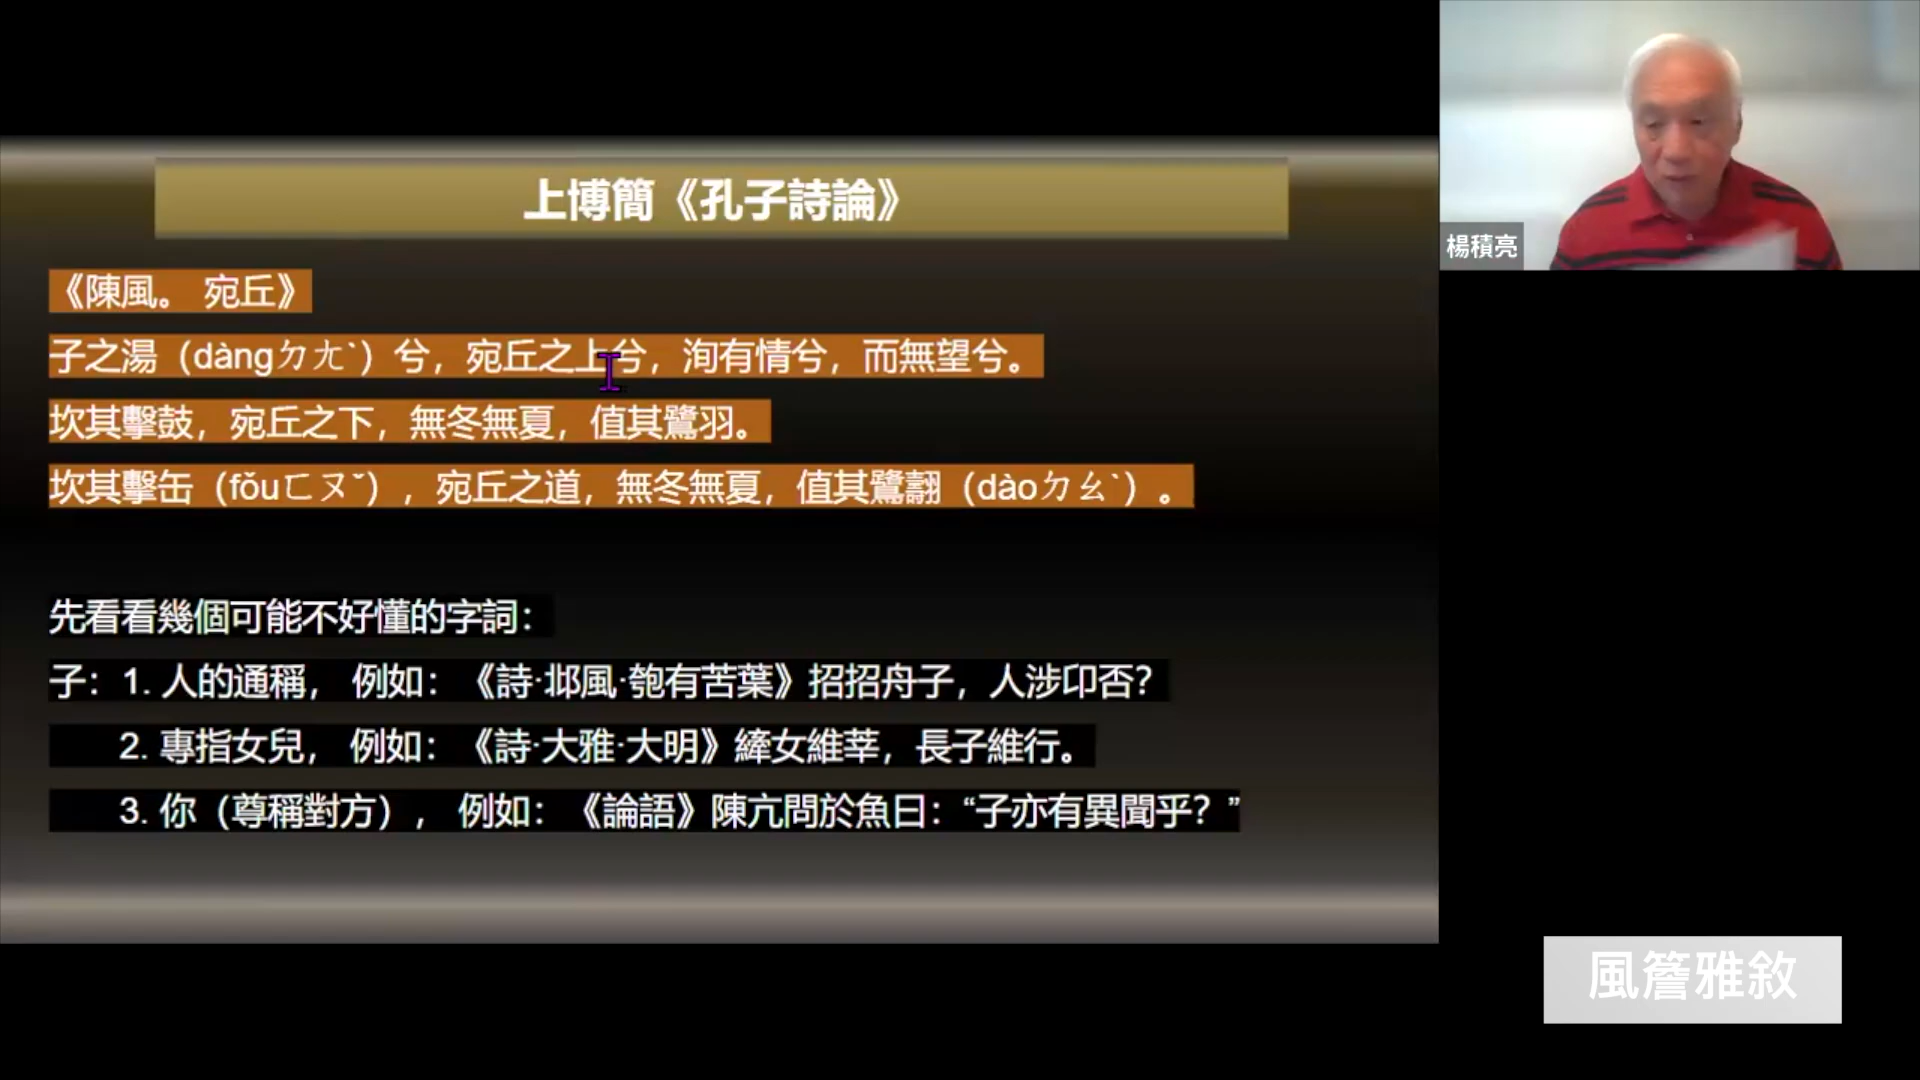 上博簡《孔子詩論》
《陳風。 宛丘》
子之湯（dàngㄉㄤˋ）兮，宛丘之上兮，洵有情兮，而無望兮。
坎其擊鼓，宛丘之下，無冬無夏，值其鷺羽。
坎其擊缶（fǒuㄈㄡˇ），宛丘之道，無冬無夏，值其鷺翿（dàoㄉㄠˋ）。
先看看幾個可能不好懂的字詞：
子：1. 人的通稱， 例如：《詩·邶風·匏有苦葉》招招舟子，人涉卬否？
2. 專指女兒， 例如：《詩·大雅·大明》纏女維莘，長子維行。
3. 你（尊稱對方）， 例如：《論語》陳亢問於魚曰：“子亦有異聞乎？”
楊積亮
風簷雅敘